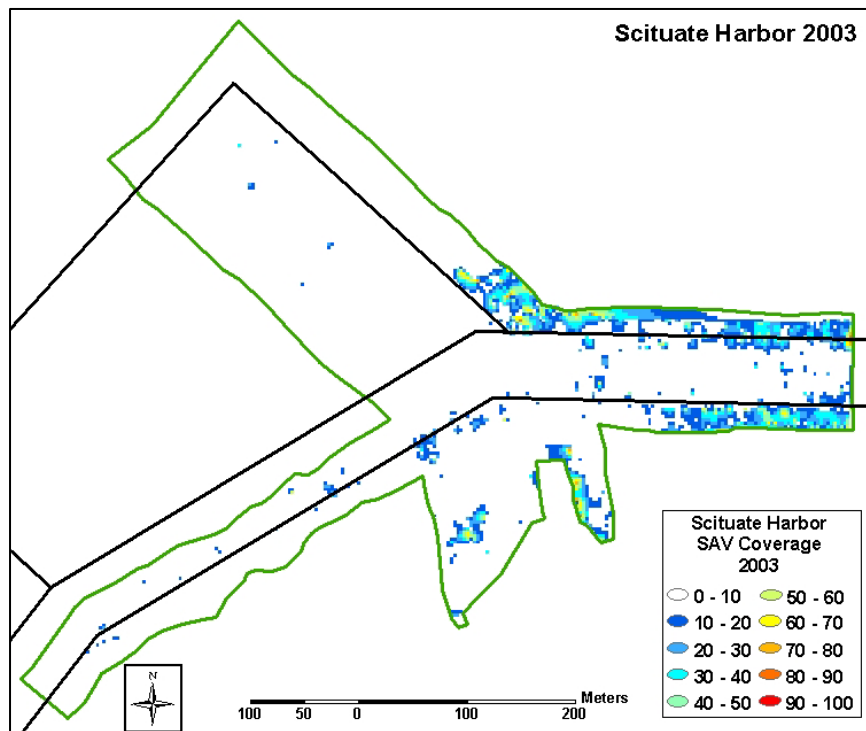 Scituate Harbor 2003
Scituate Harbor
SAV Coverage
2003
0 - 10
50 - 60
10 - 20
60 - 70
20 - 30
70 - 80
30 - 40
80 - 90
40 - 50
90 - 100
N
Meters
100 50 0 100 200